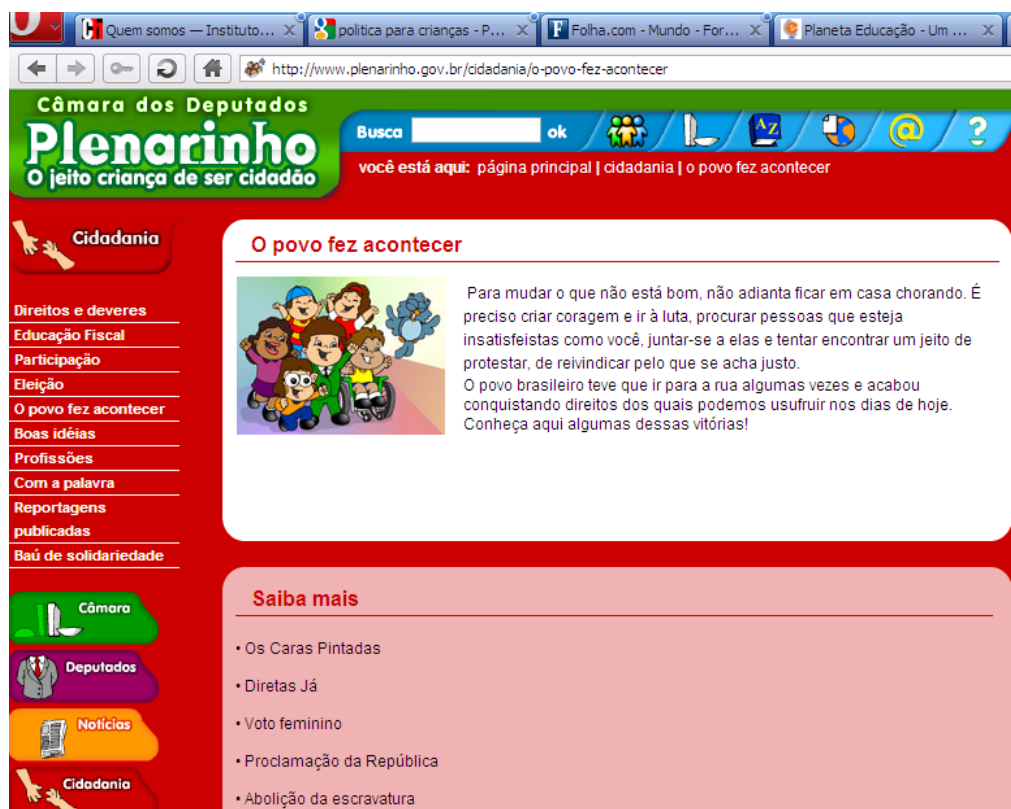 Quem somos — Instituto...
politica para crianças - P...
Folha.com - Mundo - For...
Planeta Educação - Um ...
http://www.plenarinho.gov.br/cidadania/o-povo-fez-acontecer
Câmara dos Deputados
Plenarinho
O jeito criança de ser cidadão
Busca
ok
AZ
@
?
você está aqui: página principal | cidadania | o povo fez acontecer
Cidadania
Direitos e deveres
Educação Fiscal
Participação
Eleição
O povo fez acontecer
Boas idéias
Profissões
Com a palavra
Reportagens
publicadas
Baú de solidariedade
Câmara
Deputados
Notícias
Cidadania
O povo fez acontecer
Para mudar o que não está bom, não adianta ficar em casa chorando. É
preciso criar coragem e ir à luta, procurar pessoas que esteja
insatisfeistas como você, juntar-se a elas e tentar encontrar um jeito de
protestar, de reivindicar pelo que se acha justo.
O povo brasileiro teve que ir para a rua algumas vezes e acabou
conquistando direitos dos quais podemos usufruir nos dias de hoje.
Conheça aqui algumas dessas vitórias!
Saiba mais
• Os Caras Pintadas
• Diretas Já
• Voto feminino
• Proclamação da República
• Abolição da escravatura